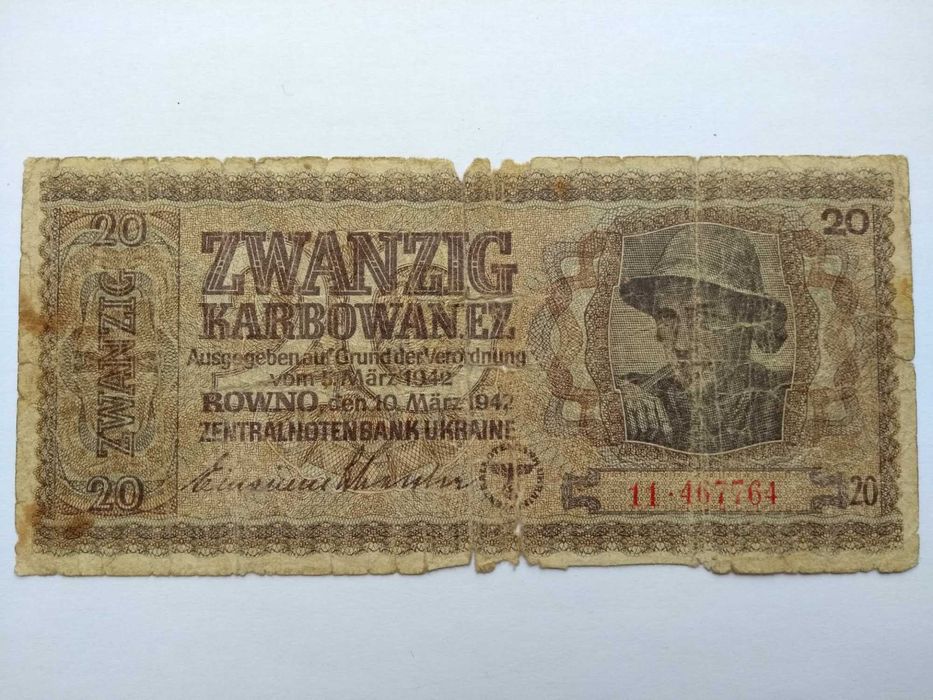 20
20
ZWANZIG
ZWANZIG
KARBOWANEZ
Ausgegeben auf Grund der Verordnung
vom 5. März 1942
ROWNO, den 10. März 1942
ZENTRALNOTENBANK UKRAINE
11·467764
20
20